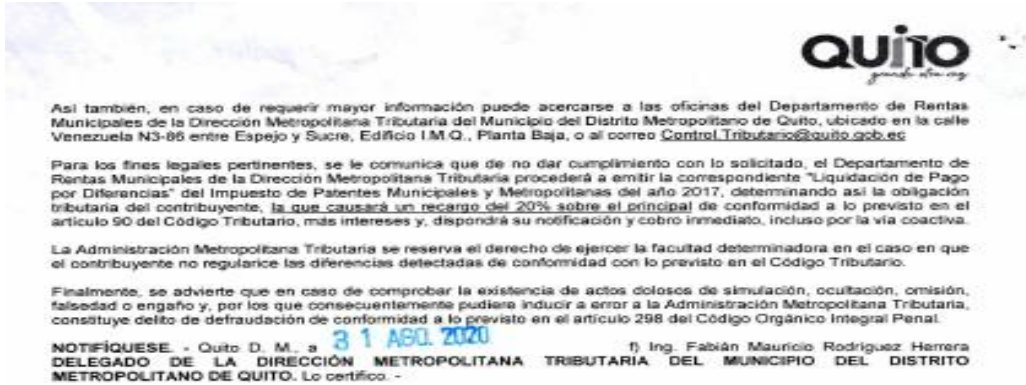 QUITO
grande otra vez
Así también, en caso de requerir mayor información puede acercarse a las oficinas del Departamento de Rentas
Municipales de la Dirección Metropolitana Tributaria del Municipio del Distrito Metropolitano de Quito, ubicado en la calle
Venezuela N3-86 entre Espejo y Sucre, Edificio I.M.Q., Planta Baja, o al correo Control.Tributario@quito.gob.ec
Para los fines legales pertinentes, se le comunica que de no dar cumplimiento con lo solicitado, el Departamento de
Rentas Municipales de la Dirección Metropolitana Tributaria procederá a emitir la correspondiente "Liquidación de Pago
por Diferencias" del Impuesto de Patentes Municipales y Metropolitanas del año 2017, determinando así la obligación
tributaria del contribuyente, la que causará un recargo del 20% sobre el principal de conformidad a lo previsto en el
artículo 90 del Código Tributario, más intereses y, dispondrá su notificación y cobro inmediato, incluso por la vía coactiva.
La Administración Metropolitana Tributaria se reserva el derecho de ejercer la facultad determinadora en el caso en que
el contribuyente no regularice las diferencias detectadas de conformidad con lo previsto en el Código Tributario.
Finalmente, se advierte que en caso de comprobar la existencia de actos dolosos de simulación, ocultación, omisión,
falsedad o engaño y, por los que consecuentemente pudiere inducir a error a la Administración Metropolitana Tributaria,
constituye delito de defraudación de conformidad a lo previsto en el artículo 298 del Código Orgánico Integral Penal.
NOTIFÍQUESE. - Quito D. M., a 31 AGO. 2020 f) Ing. Fabián Mauricio Rodríguez Herrera
DELEGADO DE LA DIRECCIÓN METROPOLITANA TRIBUTARIA DEL MUNICIPIO DEL DISTRITO
METROPOLITANO DE QUITO. Lo certifico. -